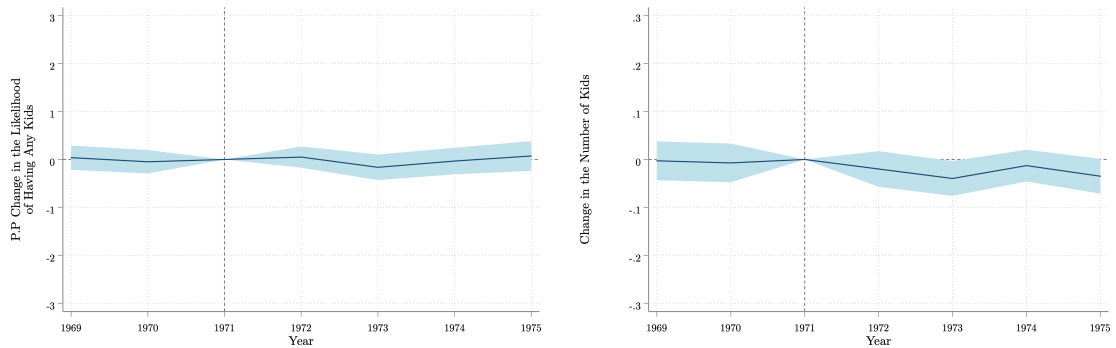 P.P Change in the Likelihood
of Having Any Kids
3
2
1
0
-1
-2
-3
1969 1970 1971 1972 1973 1974 1975
Year
Change in the Number of Kids
.3
.2
.1
0
-.1
-.2
-.3
1969 1970 1971 1972 1973 1974 1975
Year